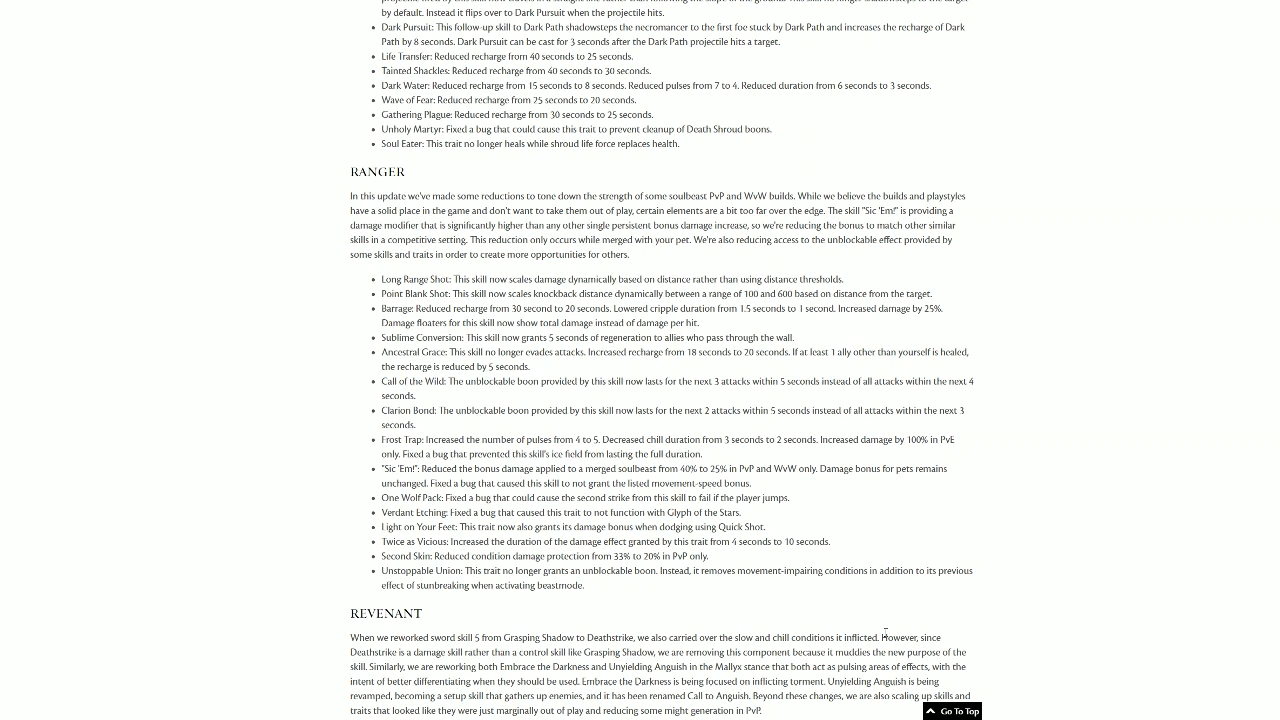 by default. Instead it flips over to Dark Pursuit when the projectile hits.
Dark Pursuit: This follow-up skill to Dark Path shadowsteps the necromancer to the first foe stuck by Dark Path and increases the recharge of Dark
Path by 8 seconds. Dark Pursuit can be cast for 3 seconds after the Dark Path projectile hits a target.
Life Transfer: Reduced recharge from 40 seconds to 25 seconds.
Tainted Shackles: Reduced recharge from 40 seconds to 30 seconds.
Dark Water: Reduced recharge from 15 seconds to 8 seconds. Reduced pulses from 7 to 4. Reduced duration from 6 seconds to 3 seconds.
Wave of Fear: Reduced recharge from 25 seconds to 20 seconds.
Gathering Plague: Reduced recharge from 30 seconds to 25 seconds.
Unholy Martyr: Fixed a bug that could cause this trait to prevent cleanup of Death Shroud boons.
Soul Eater: This trait no longer heals while shroud life force replaces health.
RANGER
In this update we've made some reductions to tone down the strength of some soulbeast PvP and WvW builds. While we believe the builds and playstyles
have a solid place in the game and don't want to take them out of play, certain elements are a bit too far over the edge. The skill "Sic 'Em!" is providing a
damage modifier that is significantly higher than any other single persistent bonus damage increase, so we're reducing the bonus to match other similar
skills in a competitive setting. This reduction only occurs while merged with your pet. We're also reducing access to the unblockable effect provided by
some skills and traits in order to create more opportunities for others.
Long Range Shot: This skill now scales damage dynamically based on distance rather than using distance thresholds.
Point Blank Shot: This skill now scales knockback distance dynamically between a range of 100 and 600 based on distance from the target.
Barrage: Reduced recharge from 30 second to 20 seconds. Lowered cripple duration from 1.5 seconds to 1 second. Increased damage by 25%.
Damage floaters for this skill now show total damage instead of damage per hit.
Sublime Conversion: This skill now grants 5 seconds of regeneration to allies who pass through the wall.
Ancestral Grace: This skill no longer evades attacks. Increased recharge from 18 seconds to 20 seconds. If at least 1 ally other than yourself is healed,
the recharge is reduced by 5 seconds.
Call of the Wild: The unblockable boon provided by this skill now lasts for the next 3 attacks within 5 seconds instead of all attacks within the next 4
seconds.
Clarion Bond: The unblockable boon provided by this skill now lasts for the next 2 attacks within 5 seconds instead of all attacks within the next 3
seconds.
Frost Trap: Increased the number of pulses from 4 to 5. Decreased chill duration from 3 seconds to 2 seconds. Increased damage by 100% in PvE
only. Fixed a bug that prevented this skill's ice field from lasting the full duration.
"Sic 'Em!": Reduced the bonus damage applied to a merged soulbeast from 40% to 25% in PvP and WvW only. Damage bonus for pets remains
unchanged. Fixed a bug that caused this skill to not grant the listed movement-speed bonus.
One Wolf Pack: Fixed a bug that could cause the second strike from this skill to fail if the player jumps.
Verdant Etching: Fixed a bug that caused this trait to not function with Glyph of the Stars.
Light on Your Feet: This trait now also grants its damage bonus when dodging using Quick Shot.
Twice as Vicious: Increased the duration of the damage effect granted by this trait from 4 seconds to 10 seconds.
Second Skin: Reduced condition damage protection from 33% to 20% in PvP only.
Unstoppable Union: This trait no longer grants an unblockable boon. Instead, it removes movement-impairing conditions in addition to its previous
effect of stunbreaking when activating beastmode.
REVENANT
When we reworked sword skill 5 from Grasping Shadow to Deathstrike, we also carried over the slow and chill conditions it inflicted. However, since
Deathstrike is a damage skill rather than a control skill like Grasping Shadow, we are removing this component because it muddies the new purpose of the
skill. Similarly, we are reworking both Embrace the Darkness and Unyielding Anguish in the Mallyx stance that both act as pulsing areas of effects, with the
intent of better differentiating when they should be used. Embrace the Darkness is being focused on inflicting torment. Unyielding Anguish is being
revamped, becoming a setup skill that gathers up enemies, and it has been renamed Call to Anguish. Beyond these changes, we are also scaling up skills and
traits that looked like they were just marginally out of play and reducing some might generation in PvP.
Go To Top